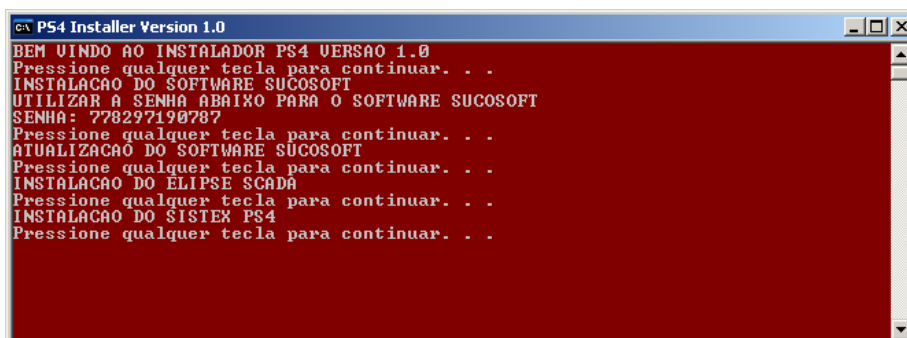 PS4 Installer Version 1.0
BEM VINDO AO INSTALADOR PS4 VERSAO 1.0
Pressione qualquer tecla para continuar. . .
INSTALACAO DO SOFTWARE SUCOSOFT
UTILIZAR A SENHA ABAIXO PARA O SOFTWARE SUCOSOFT
SENHA: 778297190787
Pressione qualquer tecla para continuar. . .
ATUALIZACAO DO SOFTWARE SUCOSOFT
Pressione qualquer tecla para continuar. . .
INSTALACAO DO ELIPSE SCADA
Pressione qualquer tecla para continuar. . .
INSTALACAO DO SISTEX PS4
Pressione qualquer tecla para continuar. . .